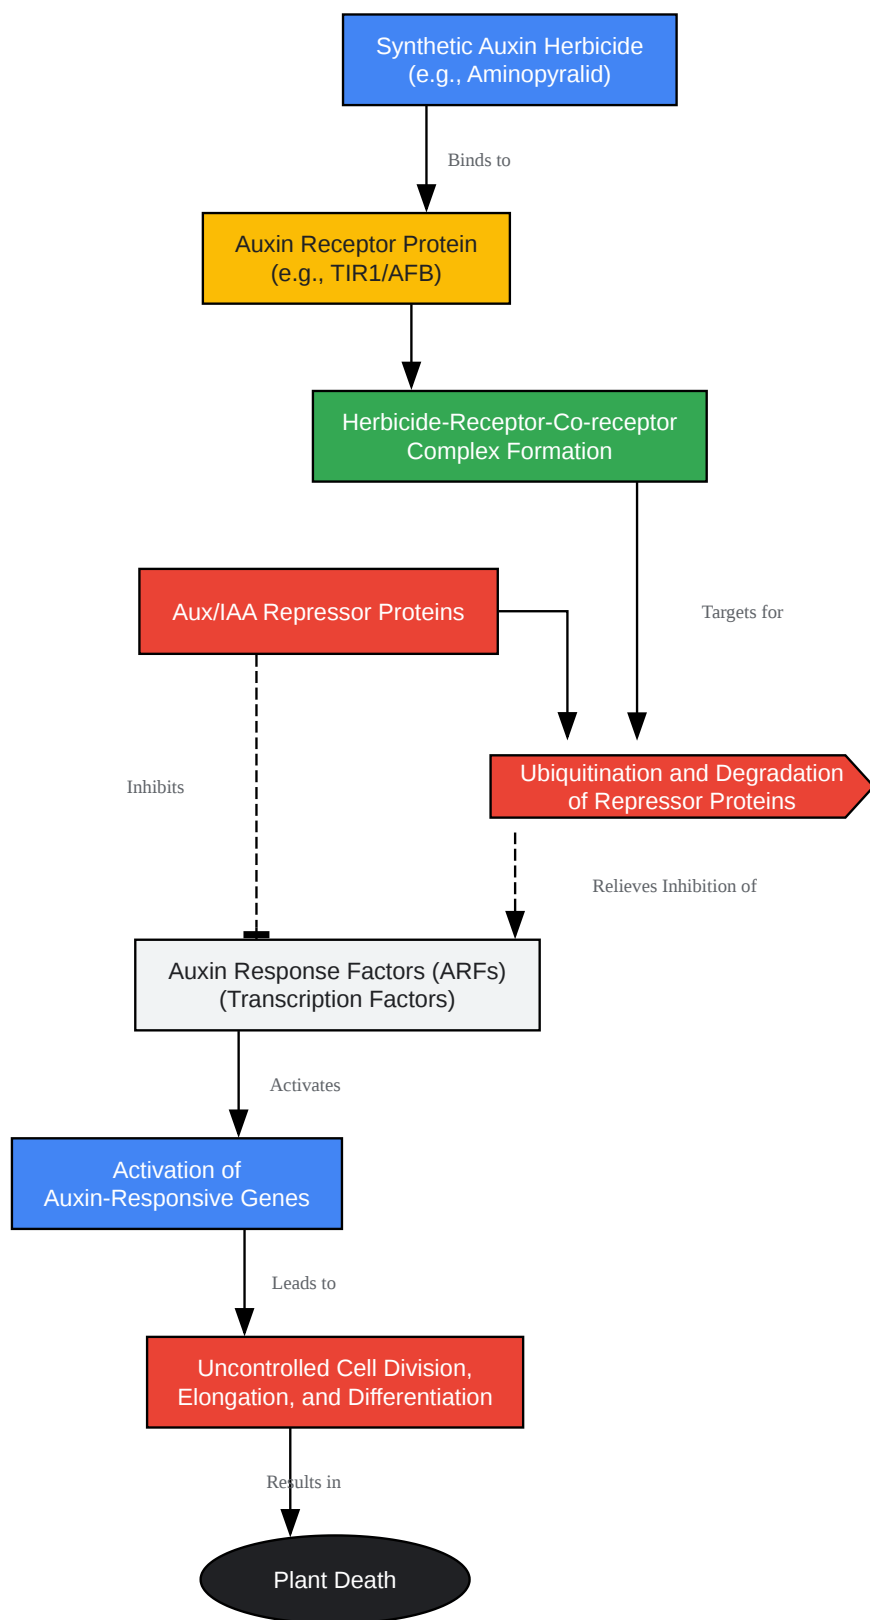 Synthetic Auxin Herbicide
(e.g., Aminopyralid)
Binds to
Auxin Receptor Protein
(e.g., TIR1/AFB)
Herbicide-Receptor-Co-receptor
Complex Formation
Aux/IAA Repressor Proteins
Targets for
Ubiquitination and Degradation
of Repressor Proteins
Inhibits
Relieves Inhibition of
Auxin Response Factors (ARFs)
(Transcription Factors)
Activates
Activation of
Auxin-Responsive Genes
Leads to
Uncontrolled Cell Division,
Elongation, and Differentiation
Results in
Plant Death